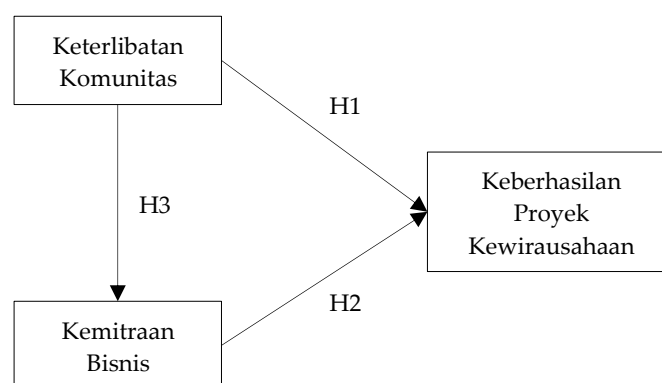 Keterlibatan
Komunitas
H1
Keberhasilan
Proyek
Kewirausahaan
H3
H2
Kemitraan
Bisnis